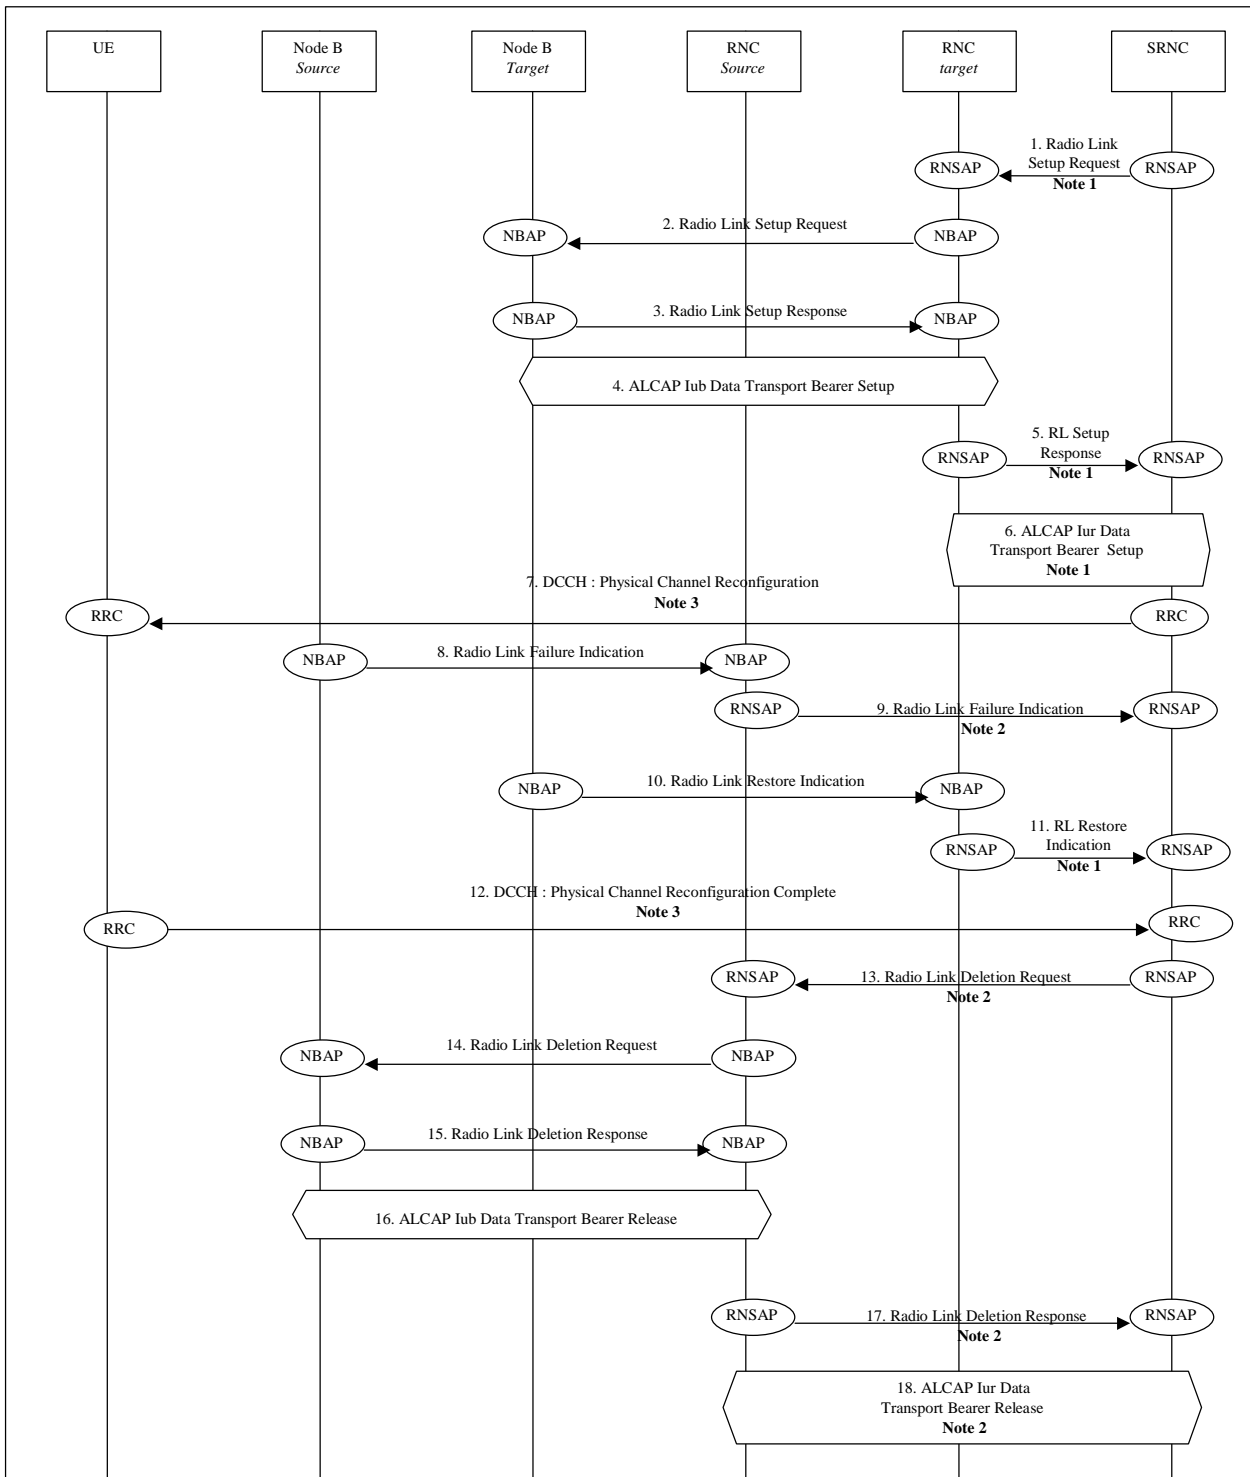 UE
Node B
Source
Node B
Target
RNC
Source
RNC
target
SRNC
1. Radio Link
Setup Request
Note 1
RNSAP
RNSAP
NBAP
2. Radio Link Setup Request
NBAP
NBAP
3. Radio Link Setup Response
NBAP
4. ALCAP Iub Data Transport Bearer Setup
5. RL Setup
Response
Note 1
RNSAP
RNSAP
6. ALCAP Iur Data
Transport Bearer Setup
Note 1
7. DCCH : Physical Channel Reconfiguration
Note 3
RRC
RRC
NBAP
8. Radio Link Failure Indication
NBAP
RNSAP
9. Radio Link Failure Indication
Note 2
RNSAP
NBAP
10. Radio Link Restore Indication
NBAP
11. RL Restore
Indication
Note 1
RNSAP
RNSAP
12. DCCH : Physical Channel Reconfiguration Complete
Note 3
RRC
RRC
RNSAP
13. Radio Link Deletion Request
Note 2
RNSAP
NBAP
14. Radio Link Deletion Request
NBAP
NBAP
15. Radio Link Deletion Response
NBAP
16. ALCAP Iub Data Transport Bearer Release
RNSAP
17. Radio Link Deletion Response
Note 2
RNSAP
18. ALCAP Iur Data
Transport Bearer Release
Note 2